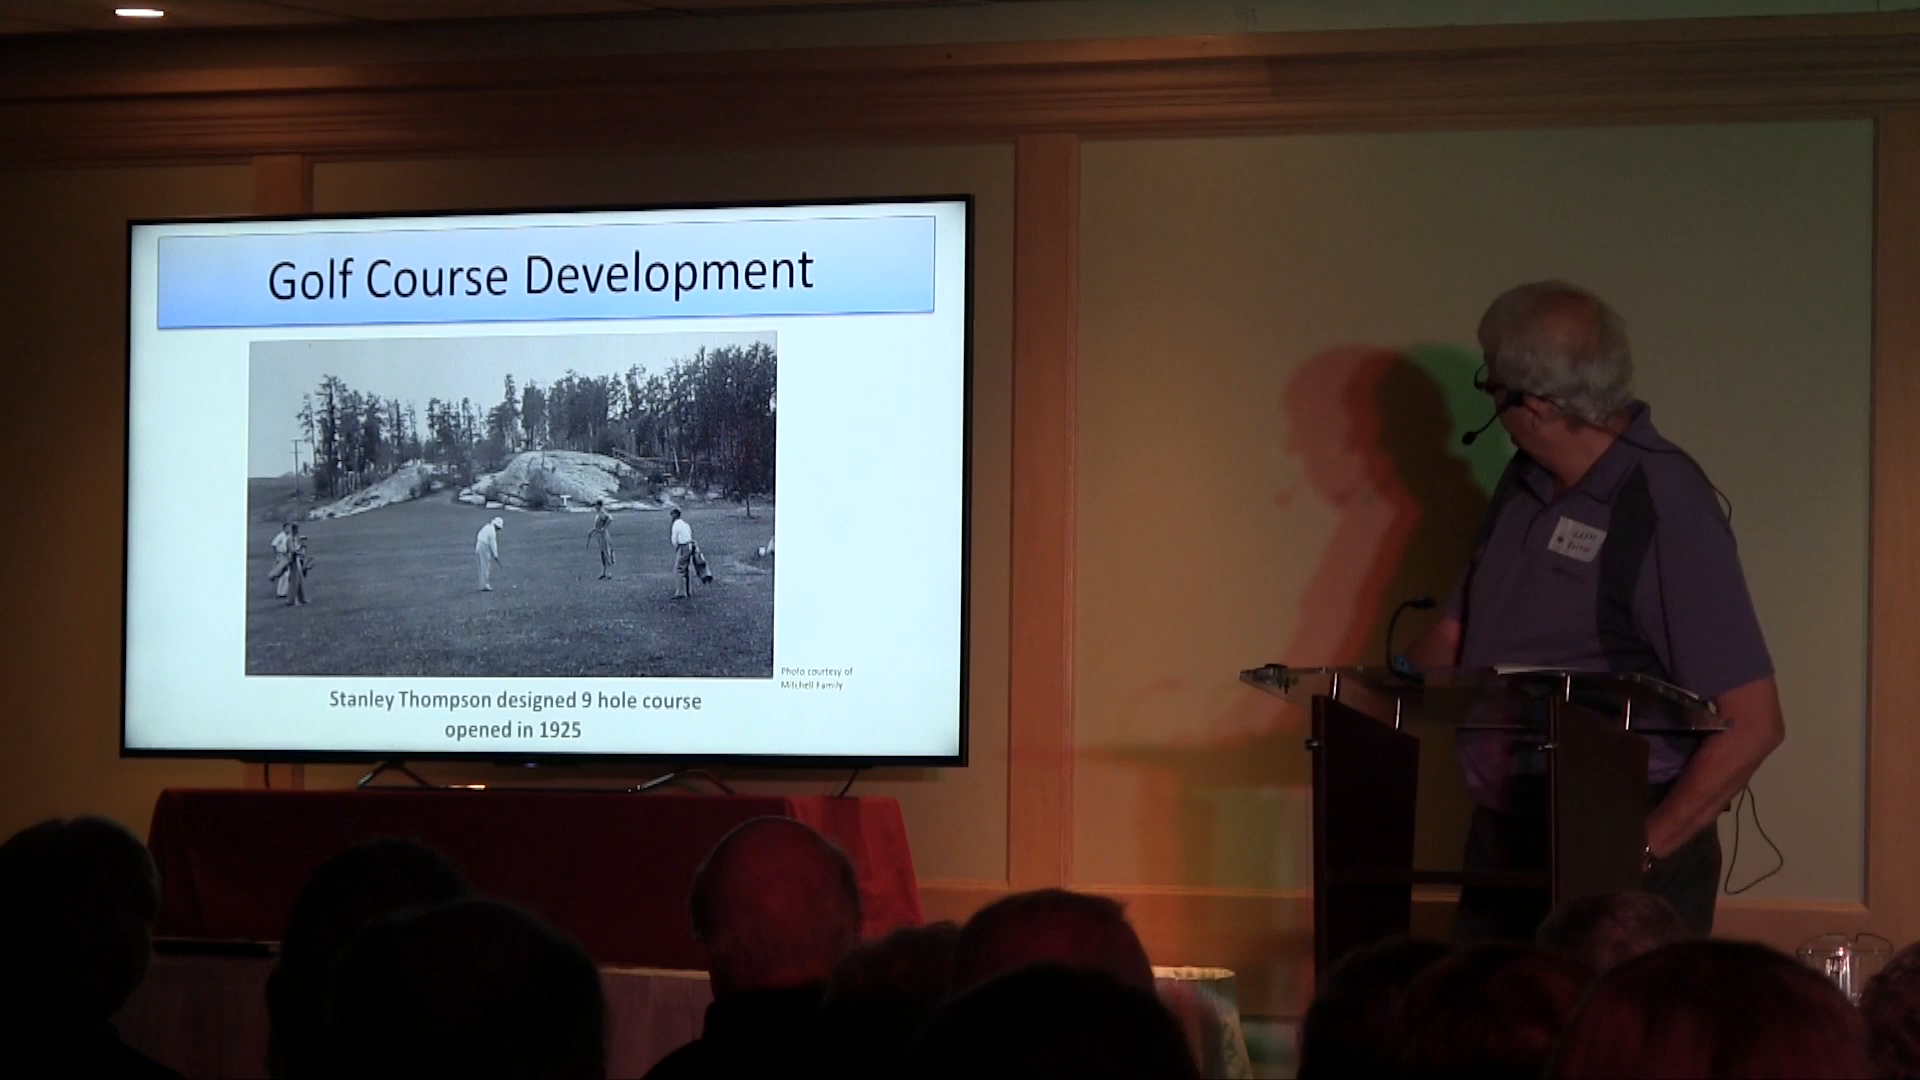 Golf Course Development
Photo courtesy of
Mitchell Family
Stanley Thompson designed 9 hole course
opened in 1925